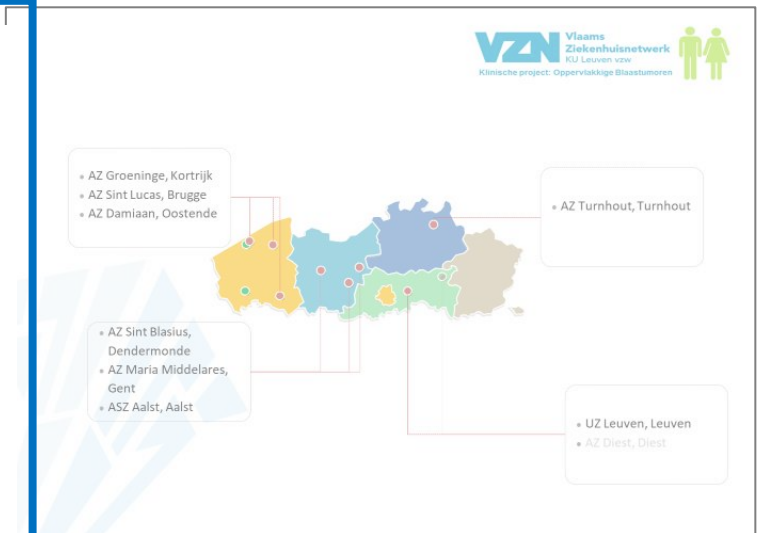 VZN Vlaams
Ziekenhuisnetwerk
KU Leuven vzw
Klinische project: Oppervlakkige Blaastumoren
AZ Groeninge, Kortrijk
AZ Sint Lucas, Brugge
AZ Damiaan, Oostende
AZ Turnhout, Turnhout
AZ Sint Blasius,
Dendermonde
AZ Maria Middelares,
Gent
ASZ Aalst, Aalst
UZ Leuven, Leuven
AZ Diest, Diest